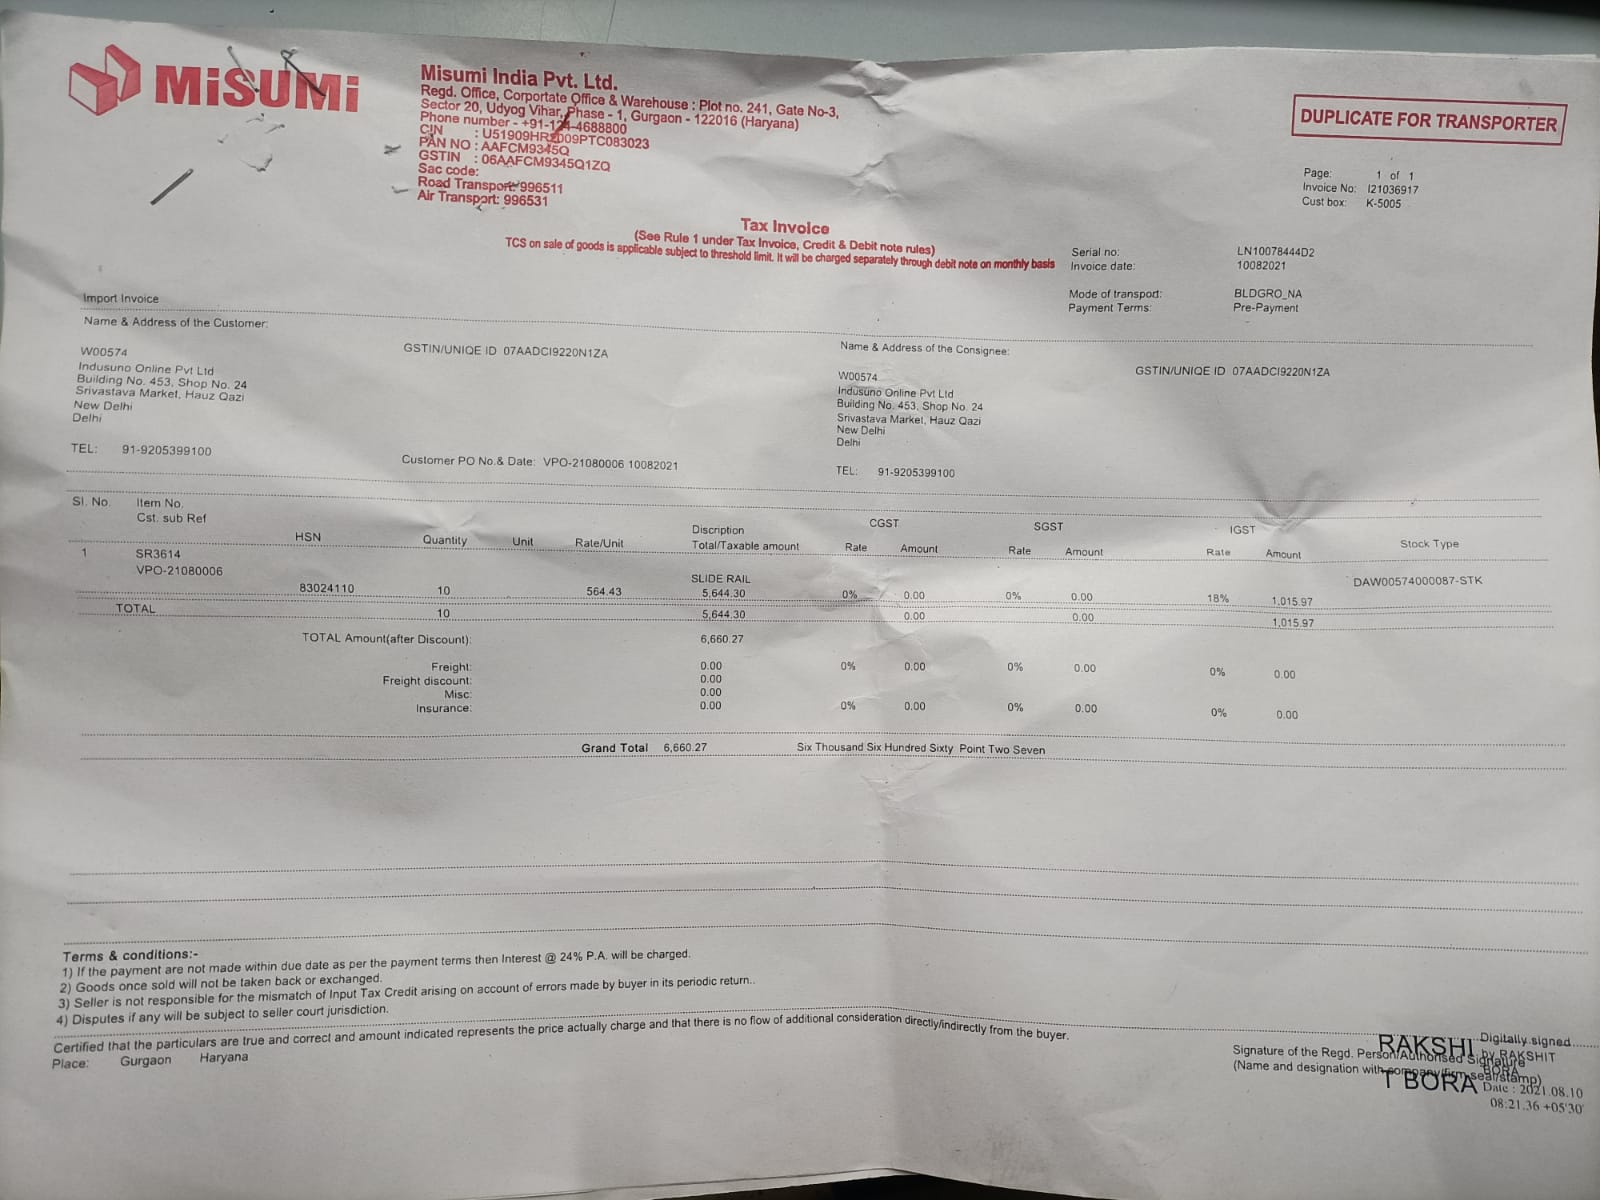 MiSUMi
Misumi India Pvt. Ltd.
Regd. Office, Corportate Office & Warehouse : Plot no. 241, Gate No-3,
Sector 20, Udyog Vihar, Phase - 1, Gurgaon - 122016 (Haryana)
Phone number - +91-124-4688800
CIN : U51909HR2009PTC083023
PAN NO : AAFCM9345Q
GSTIN : 06AAFCM9345Q1ZQ
Sac code:
Road Transport: 996511
Air Transport: 996531
DUPLICATE FOR TRANSPORTER
Page: 1 of 1
Invoice No: I21036917
Cust box: K-5005
Tax Invoice
(See Rule 1 under Tax Invoice, Credit & Debit note rules)
TCS on sale of goods is applicable subject to threshold limit. It will be charged separately through debit note on monthly basis
Serial no: LN10078444D2
Invoice date: 10082021
Mode of transport: BLDGRO_NA
Payment Terms: Pre-Payment
Import Invoice
Name & Address of the Customer:
W00574 GSTIN/UNIQE ID 07AADCI9220N1ZA
Indusuno Online Pvt Ltd
Building No. 453, Shop No. 24
Srivastava Market, Hauz Qazi
New Delhi
Delhi
TEL: 91-9205399100
Customer PO No.& Date: VPO-21080006 10082021
Name & Address of the Consignee:
W00574 GSTIN/UNIQE ID 07AADCI9220N1ZA
Indusuno Online Pvt Ltd
Building No. 453, Shop No. 24
Srivastava Market, Hauz Qazi
New Delhi
Delhi
TEL: 91-9205399100
Sl. No. Item No.
Cst. sub Ref
Discription CGST SGST IGST
HSN Quantity Unit Rate/Unit Total/Taxable amount Rate Amount Rate Amount Rate Amount Stock Type
1 SR3614
VPO-21080006 SLIDE RAIL DAW00574000087-STK
83024110 10 564.43 5,644.30 0% 0.00 0% 0.00 18% 1,015.97
TOTAL 10 5,644.30 0.00 0.00 1,015.97
TOTAL Amount(after Discount): 6,660.27
Freight: 0.00 0% 0.00 0% 0.00 0% 0.00
Freight discount: 0.00
Misc: 0.00
Insurance: 0.00 0% 0.00 0% 0.00 0% 0.00
Grand Total 6,660.27 Six Thousand Six Hundred Sixty Point Two Seven
Terms & conditions:-
1) If the payment are not made within due date as per the payment terms then Interest @ 24% P.A. will be charged.
2) Goods once sold will not be taken back or exchanged.
3) Seller is not responsible for the mismatch of Input Tax Credit arising on account of errors made by buyer in its periodic return..
4) Disputes if any will be subject to seller court jurisdiction.
Certified that the particulars are true and correct and amount indicated represents the price actually charge and that there is no flow of additional consideration directly/indirectly from the buyer.
Place: Gurgaon Haryana
Signature of the Regd. Person/Authorised Signature
(Name and designation with company/firm seal/stamp)
RAKSHI
T BORA
Digitally signed
by RAKSHIT
BORA
Date : 2021.08.10
08:21.36 +05'30'